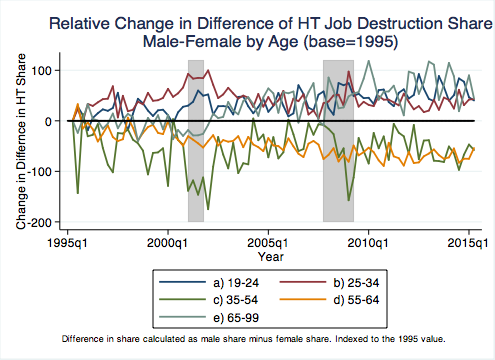 Relative Change in Difference of HT Job Destruction Share
Male-Female by Age (base=1995)
Change in Differnce in HT Share
100
0
-100
-200
1995q1 2000q1 2005q1 2010q1 2015q1
Year
a) 19-24 b) 25-34
c) 35-54 d) 55-64
e) 65-99
Difference in share calculated as male share minus female share. Indexed to the 1995 value.